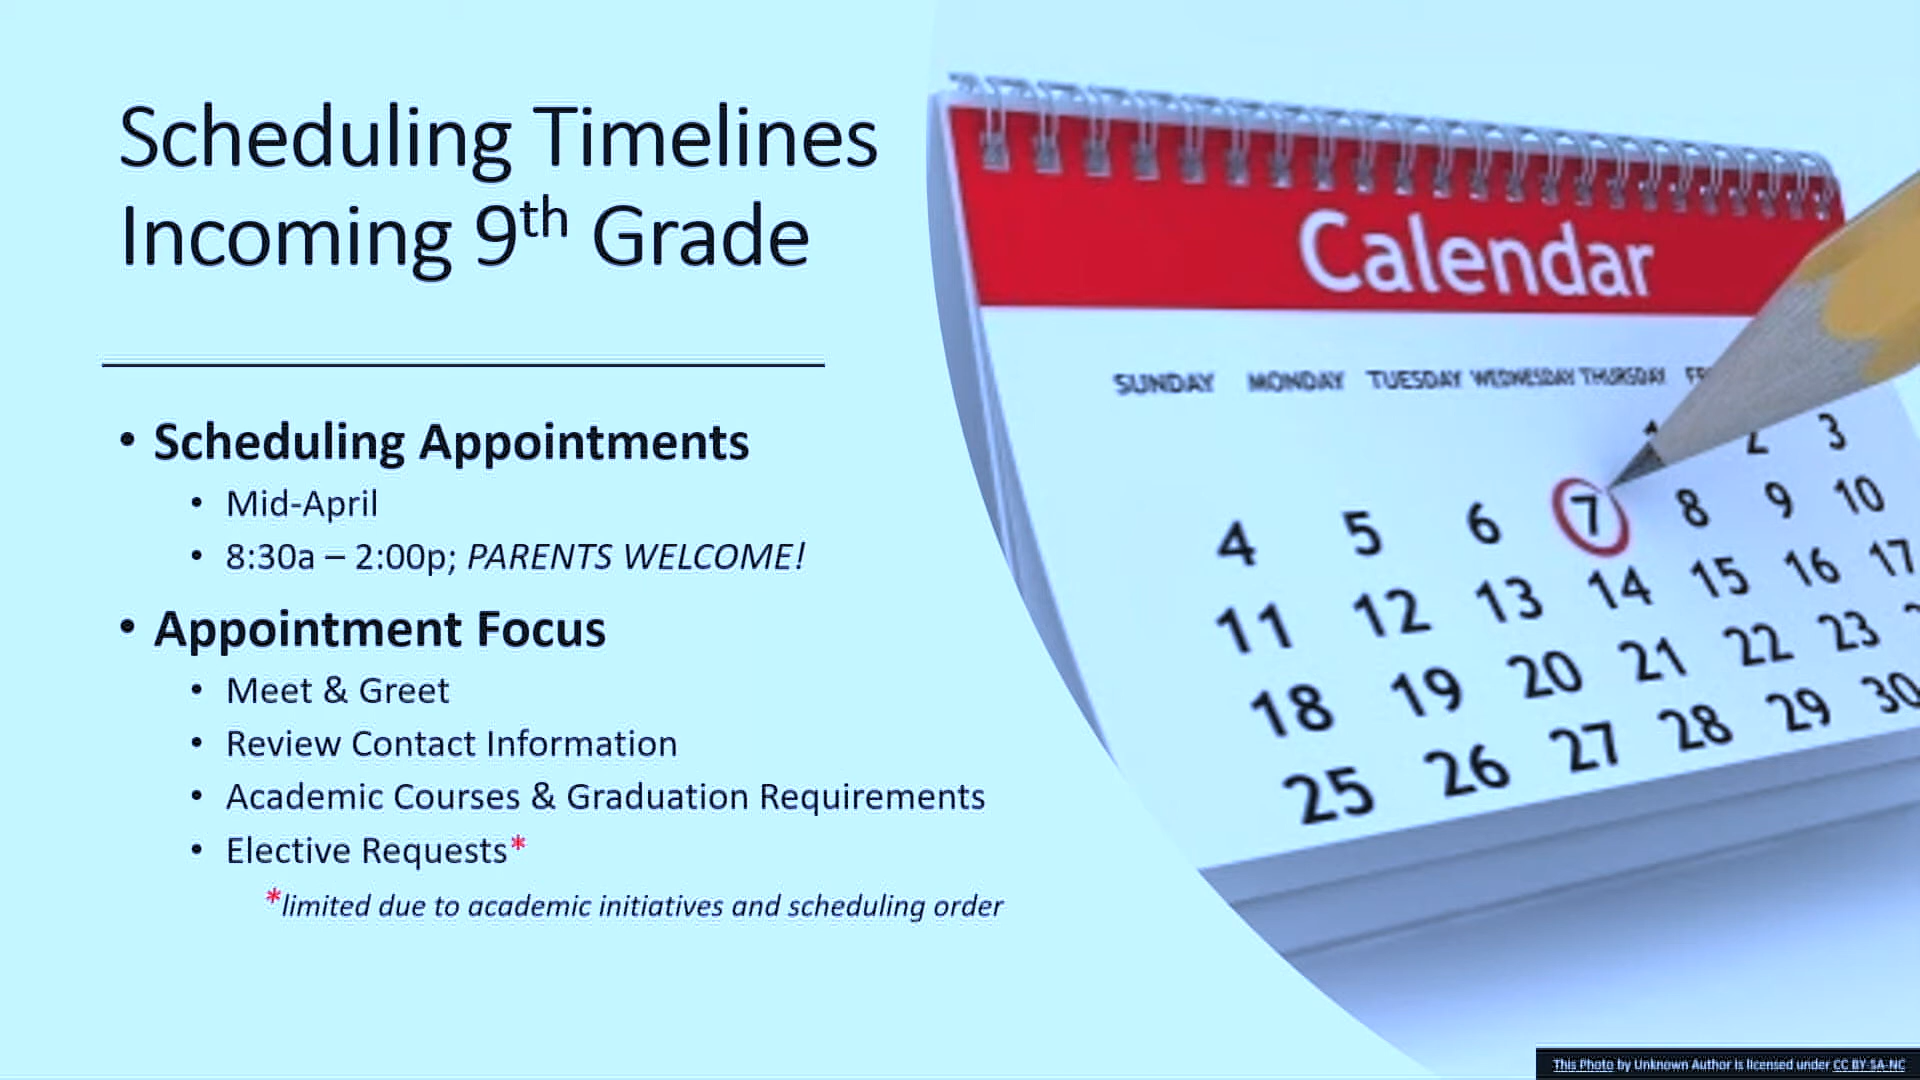 Scheduling Timelines
Incoming 9th Grade
• Scheduling Appointments
• Mid-April
• 8:30a – 2:00p; PARENTS WELCOME!
• Appointment Focus
• Meet & Greet
• Review Contact Information
• Academic Courses & Graduation Requirements
• Elective Requests*
*limited due to academic initiatives and scheduling order
Calendar
SUNDAY MONDAY TUESDAY WEDNESDAY THURSDAY
2 3
4 5 6 7 8 9 10
11 12 13 14 15 16 17
18 19 20 21 22 23
25 26 27 28 29 30
This Photo by Unknown Author is licensed under CC BY-SA-NC